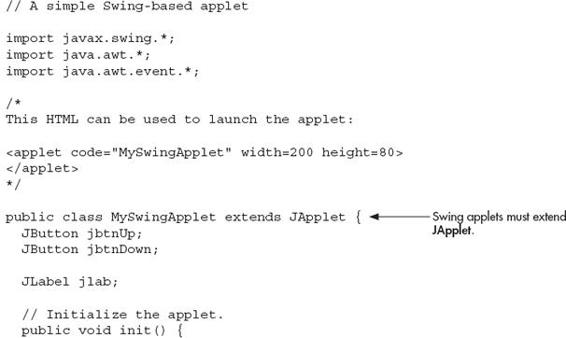 // A simple Swing-based applet
import javax.swing.*;
import java.awt.*;
import java.awt.event.*;
/*
This HTML can be used to launch the applet:
<applet code="MySwingApplet" width=200 height=80>
</applet>
*/
public class MySwingApplet extends JApplet {
Swing applets must extend
JApplet.
JButton jbtnUp;
JButton jbtnDown;
JLabel jlab;
// Initialize the applet.
public void init() {